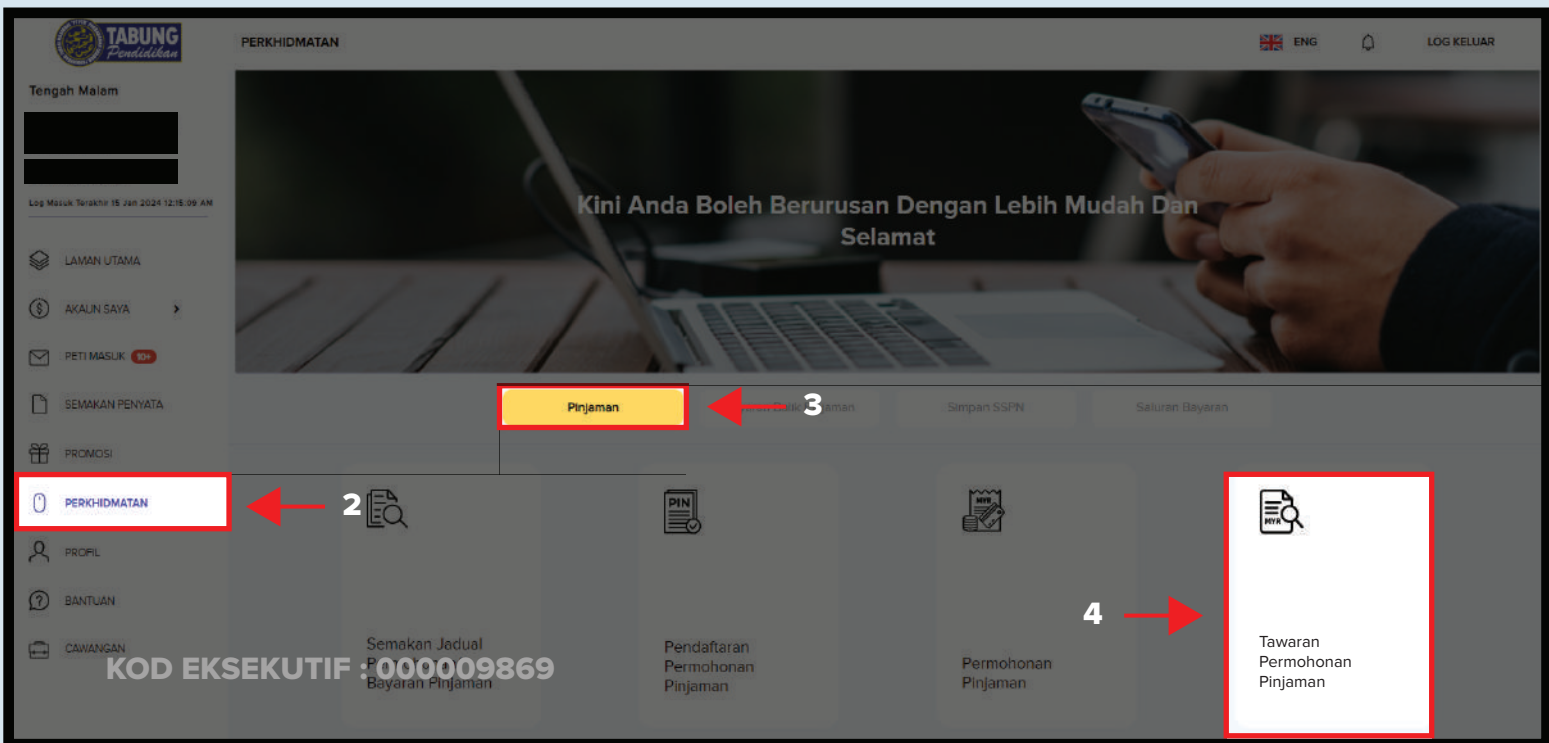 TABUNG
Pendidikan
PERKHIDMATAN
ENG
LOG KELUAR
Tengah Malam
Log Masuk Terakhir 15 Jan 2024 12:15:09 AM
Kini Anda Boleh Berurusan Dengan Lebih Mudah Dan
Selamat
LAMAN UTAMA
AKAUN SAYA
PETI MASUK 10+
SEMAKAN PENYATA
PROMOSI
PERKHIDMATAN
PROFIL
BANTUAN
CAWANGAN
2
Pinjaman
3
Simpan SSPN
Saluran Bayaran
PIN
MYR
MYR
4
Semakan Jadual
Bayaran Pinjaman
Pendaftaran
Permohonan
Pinjaman
Permohonan
Pinjaman
Tawaran
Permohonan
Pinjaman
KOD EKSEKUTIF : 000009869